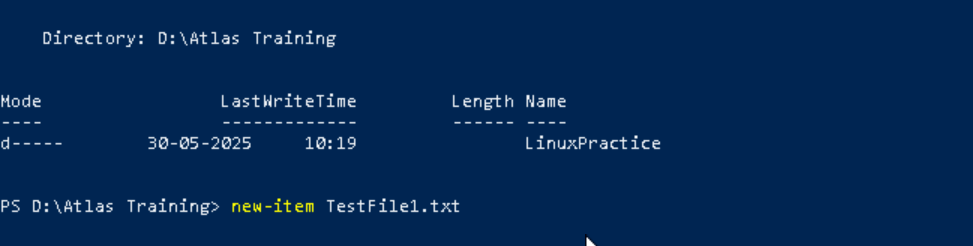 Directory: D:\Atlas Training
Mode LastWriteTime Length Name
---- ------------- ------ ----
d----- 30-05-2025 10:19 LinuxPractice
PS D:\Atlas Training> new-item TestFile1.txt